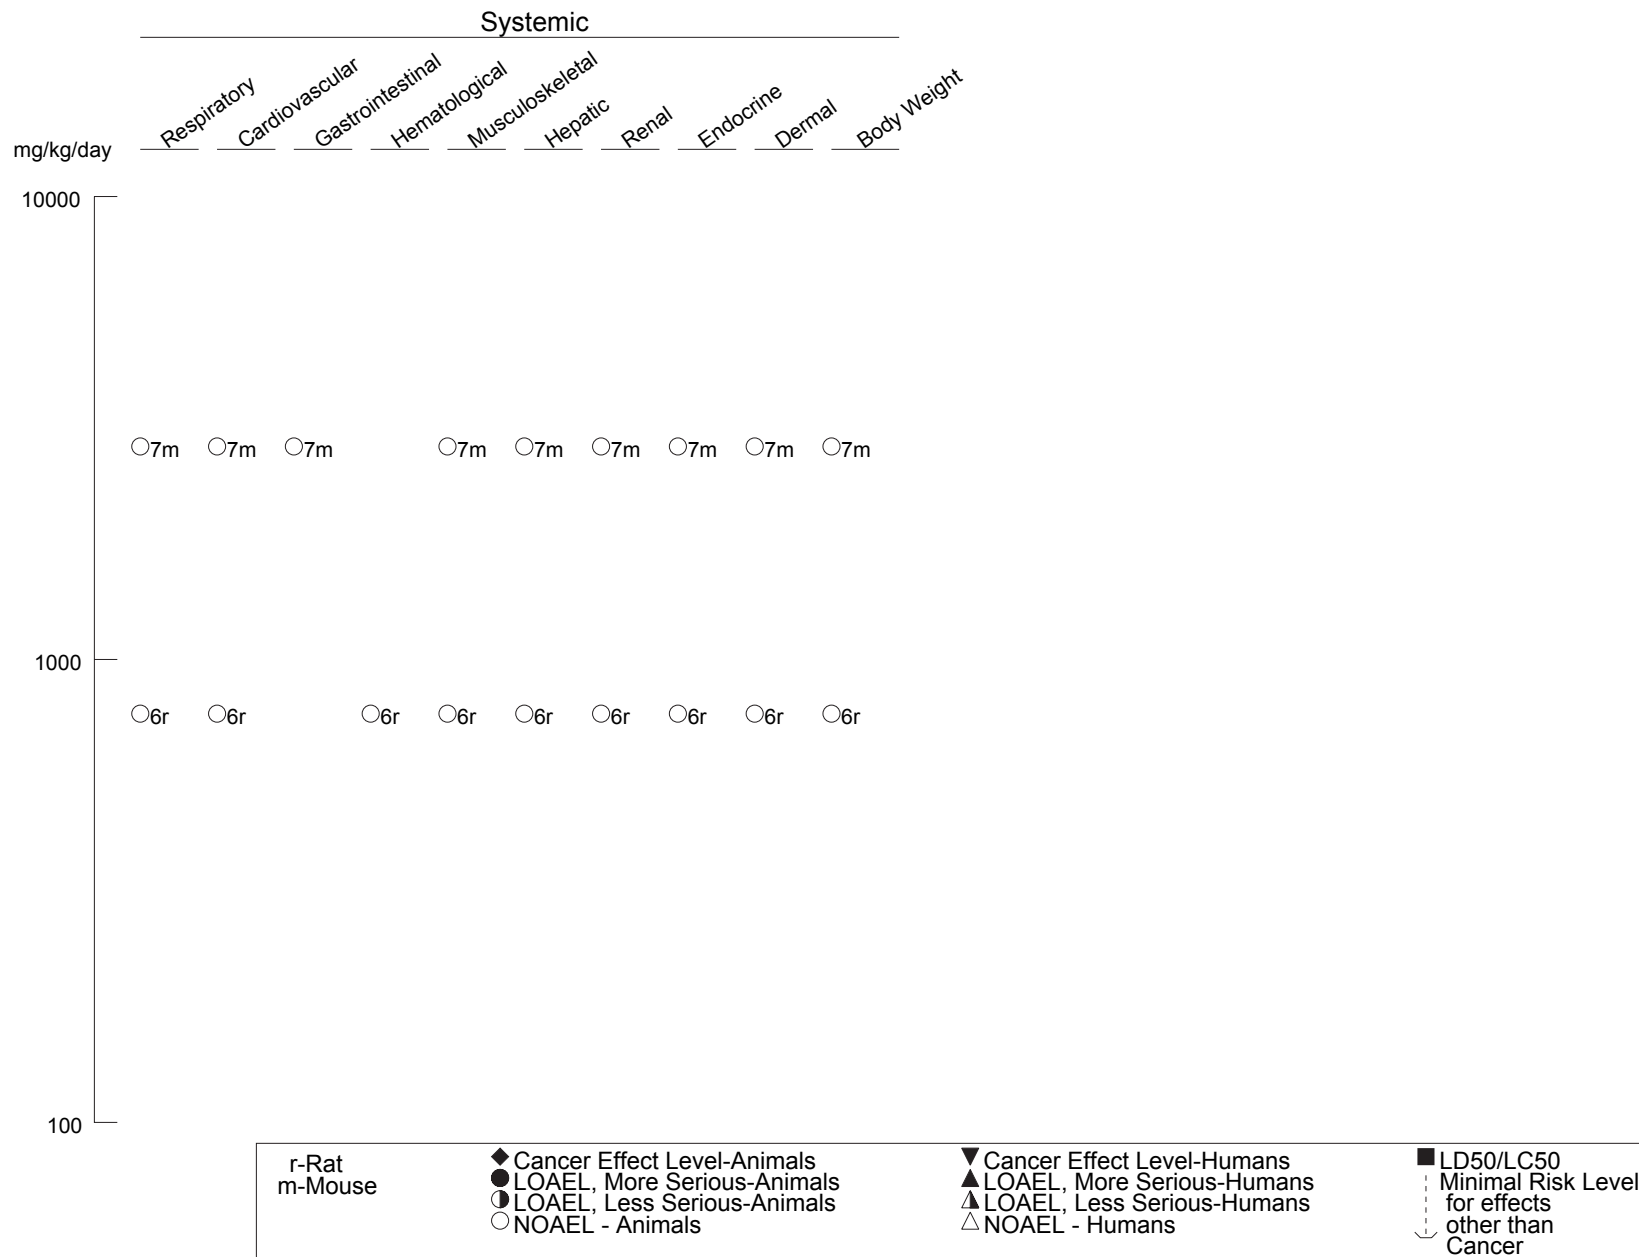 Systemic
Respiratory Cardiovascular Gastrointestinal Hematological Musculoskeletal Hepatic Renal Endocrine Dermal Body Weight
mg/kg/day
10000
7m 7m 7m 7m 7m 7m 7m 7m 7m
1000
6r 6r 6r 6r 6r 6r 6r 6r 6r
100
r-Rat
m-Mouse
Cancer Effect Level-Animals
LOAEL, More Serious-Animals
LOAEL, Less Serious-Animals
NOAEL - Animals
Cancer Effect Level-Humans
LOAEL, More Serious-Humans
LOAEL, Less Serious-Humans
NOAEL - Humans
LD50/LC50
Minimal Risk Level
for effects
other than
Cancer